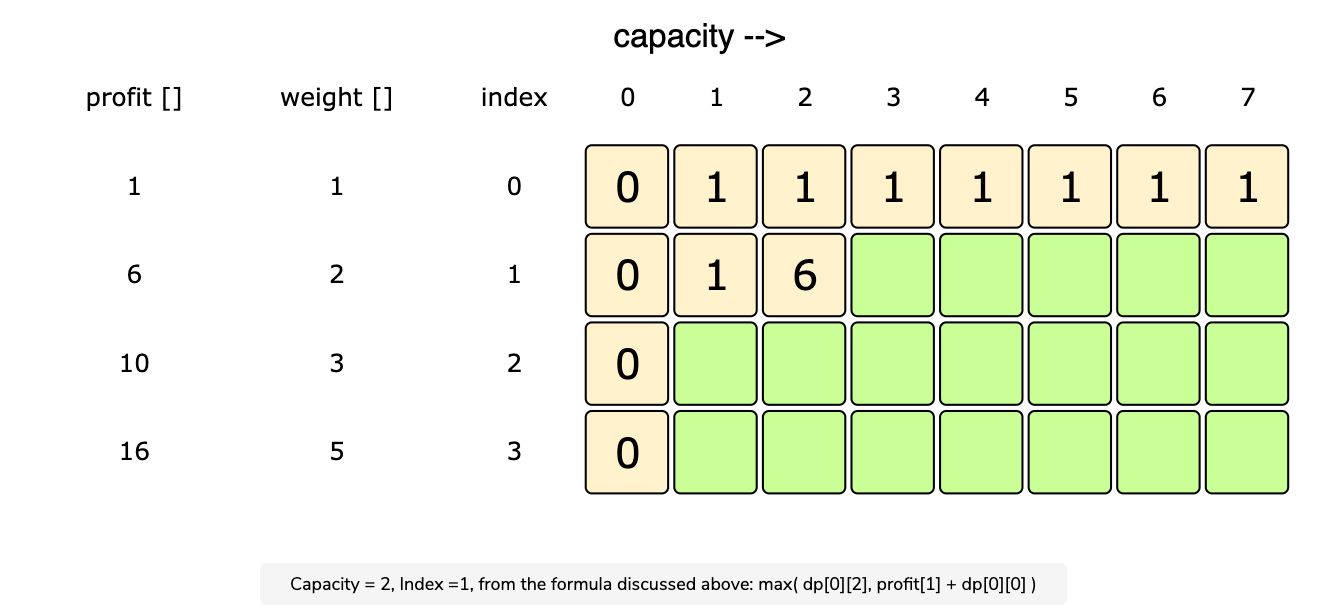 capacity -->
profit [] weight [] index 0 1 2 3 4 5 6 7
1 1 0 0 1 1 1 1 1 1 1
6 2 1 0 1 6
10 3 2 0
16 5 3 0
Capacity = 2, Index =1, from the formula discussed above: max( dp[0][2], profit[1] + dp[0][0] )